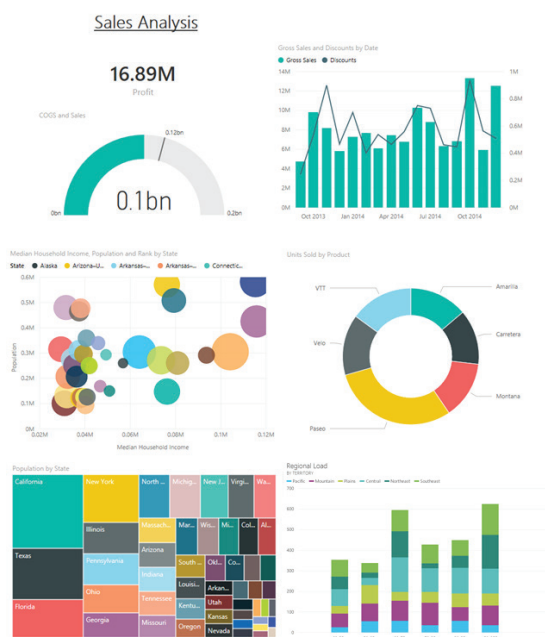 Sales Analysis
16.89M
Profit
COGS and Sales
0.12bn
0.1bn
0bn
0.2bn
Gross Sales and Discounts by Date
Gross Sales
Discounts
14M
12M
10M
8M
6M
4M
2M
0M
1M
0.8M
0.6M
0.4M
0.2M
Oct 2013
Jan 2014
Apr 2014
Jul 2014
Oct 2014
Median Household Income, Population and Rank by State
State
Alaska
Arizona-U...
Arkansas-...
Arkansas-...
Connectic...
0.6M
0.5M
0.4M
0.3M
0.2M
0.1M
0M
Population
0.02M
0.04M
0.06M
0.08M
0.1M
0.12M
Median Household Income
Units Sold by Product
VTT
Amarilla
Velo
Carretera
Montana
Paseo
Population by State
California
New York
North ...
Michig...
New J...
Virgi...
Wa...
Illinois
Massach...
Mar...
Wis...
Mi...
Col...
Al...
Texas
Pennsylvania
Arizona
South ...
Okl...
Co...
Indiana
Louisi...
Arkan...
Ohio
Tennessee
Kentu...
Utah
Florida
Kansas
Georgia
Missouri
Oregon
Nevada
Regional Load
BY TERRITORY
Pacific
Mountain
Plains
Central
Northeast
Southeast
700
600
500
400
300
200
100